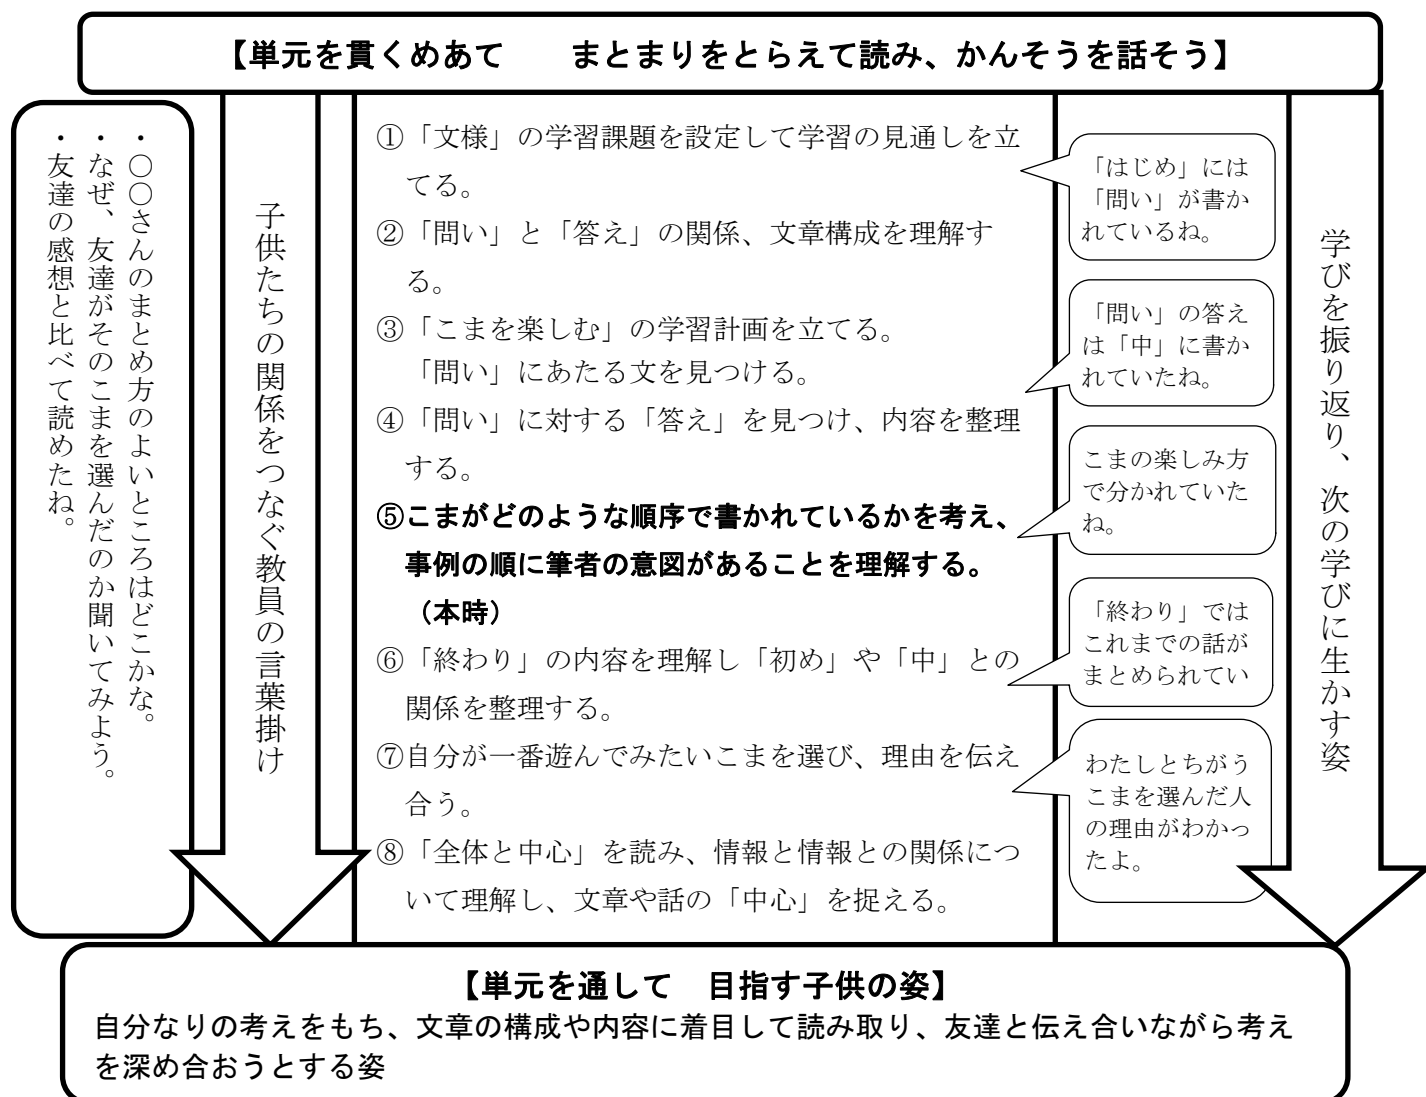 【単元を貫くめあて　　まとまりをとらえて読み、かんそうを話そう】
・〇〇さんのまとめ方のよいところはどこかな。
・なぜ、友達がそのこまを選んだのか聞いてみよう。
・友達の感想と比べて読めたね。
子供たちの関係をつなぐ教員の言葉掛け
①「文様」の学習課題を設定して学習の見通しを立
てる。
②「問い」と「答え」の関係、文章構成を理解す
る。
③「こまを楽しむ」の学習計画を立てる。
「問い」にあたる文を見つける。
④「問い」に対する「答え」を見つけ、内容を整理
する。
⑤こまがどのような順序で書かれているかを考え、
事例の順に筆者の意図があることを理解する。
（本時）
⑥「終わり」の内容を理解し「初め」や「中」との
関係を整理する。
⑦自分が一番遊んでみたいこまを選び、理由を伝え
合う。
⑧「全体と中心」を読み、情報と情報との関係につ
いて理解し、文章や話の「中心」を捉える。
「はじめ」には
「問い」が書か
れているね。
「問い」の答え
は「中」に書か
れていたね。
こまの楽しみ方
で分かれていた
ね。
「終わり」では
これまでの話が
まとめられてい
わたしとちがう
こまを選んだ人
の理由がわかっ
たよ。
学びを振り返り、次の学びに生かす姿
【単元を通して　目指す子供の姿】
自分なりの考えをもち、文章の構成や内容に着目して読み取り、友達と伝え合いながら考え
を深め合おうとする姿